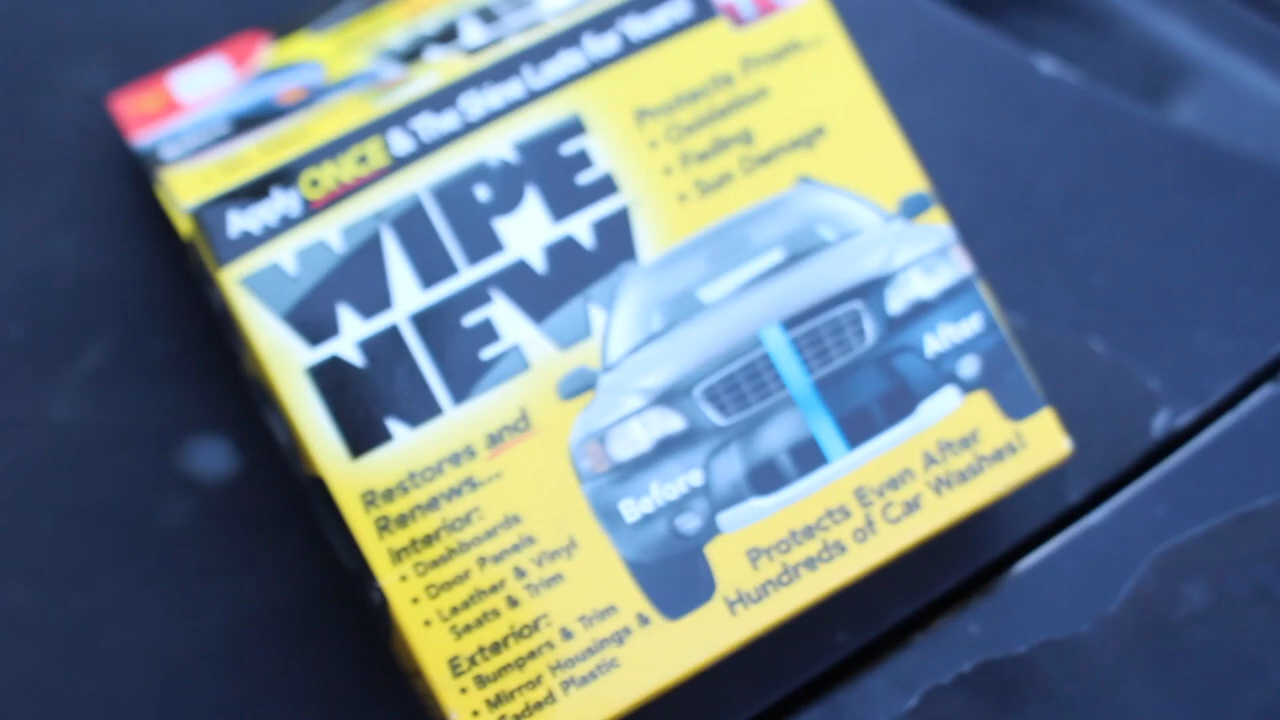 Apply ONCE & The Shine Lasts for Years!
Protects From...
• Oxidation
• Fading
• Sun Damage
WIPE
NEW
After
Before
Restores and
Renews...
Interior:
• Dashboards
• Door Panels
• Leather & Vinyl
Seats & Trim
Exterior:
• Bumpers & Trim
• Mirror Housings &
Faded Plastic
Protects Even After
Hundreds of Car Washes!